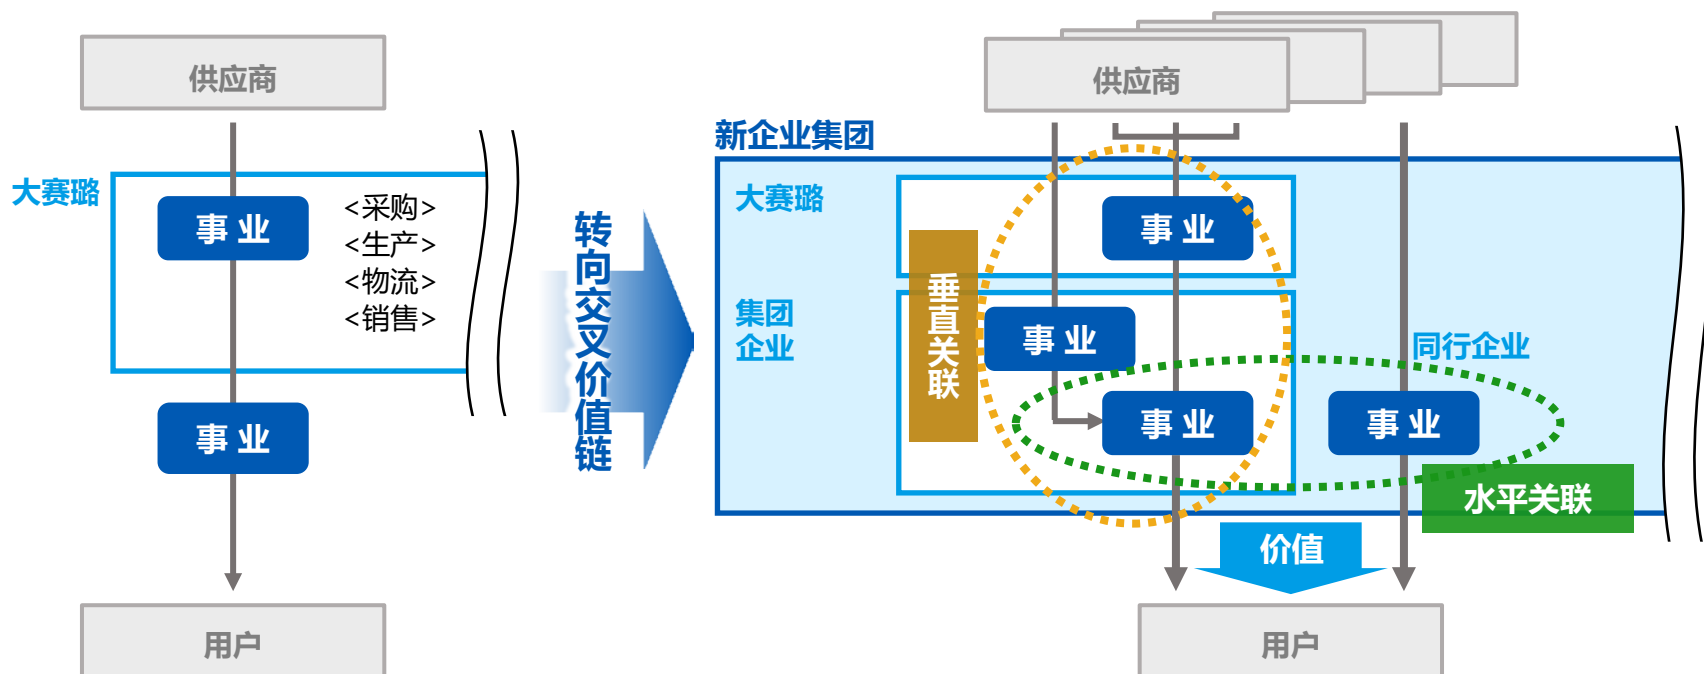 供应商
大赛璐
事 业
<采购>
<生产>
<物流>
<销售>
事 业
用户
转向交叉价值链
供应商
新企业集团
大赛璐
事 业
垂直关联
集团
企业
事 业
同行企业
事 业
事 业
水平关联
价值
用户